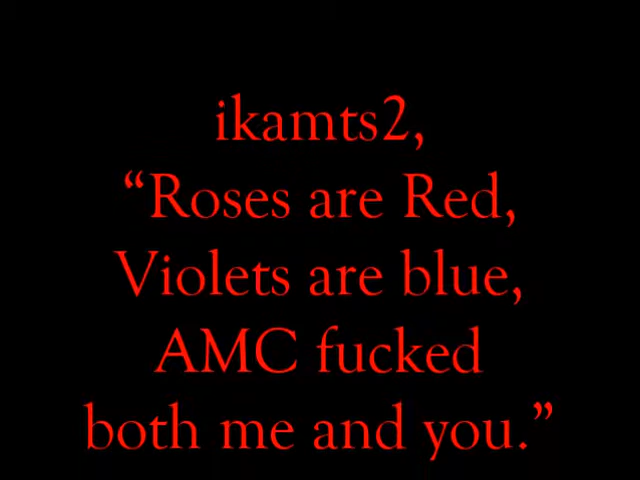 ikamts2,
“Roses are Red,
Violets are blue,
AMC fucked
both me and you.”